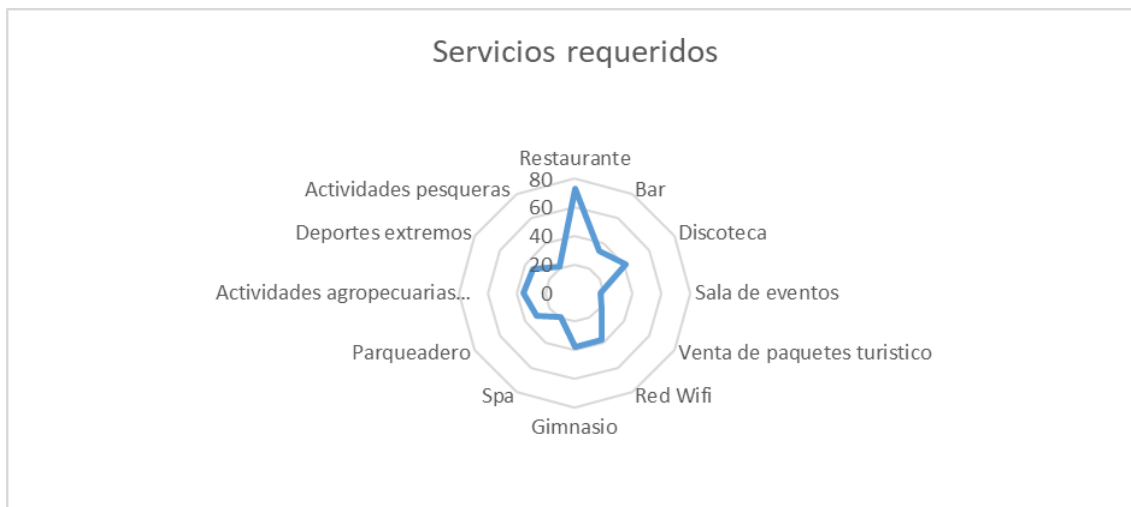 Servicios requeridos
Restaurante
80
Actividades pesqueras
Bar
60
Deportes extremos
Discoteca
40
20
Actividades agropecuarias...
0
Sala de eventos
Parqueadero
Venta de paquetes turistico
Spa
Red Wifi
Gimnasio